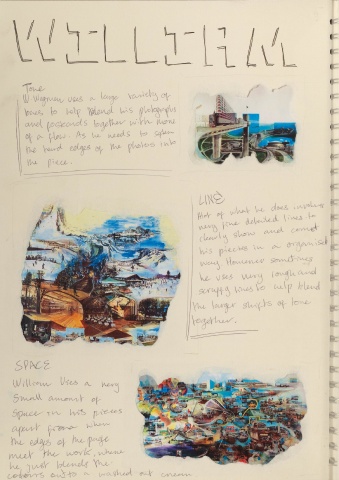 WILLIAM
Tone
W Wegman uses a large variety of
tones to help blend his photographs
and postcards together with more
of a flow. As he needs to soften
the hard edges of the photos into
the piece.
LINE
Most of what he does involves
very fine detailed lines to
clearly show and connect
his pieces in a organised
way. However sometimes
he uses very rough and
scruffy lines to help blend
the larger shifts of tone
together.
SPACE
William Uses a very
Small amount of
Space in his pieces
apart from when
the edges of the page
meet the work, where
he just blends the
colours out to a washed out cream